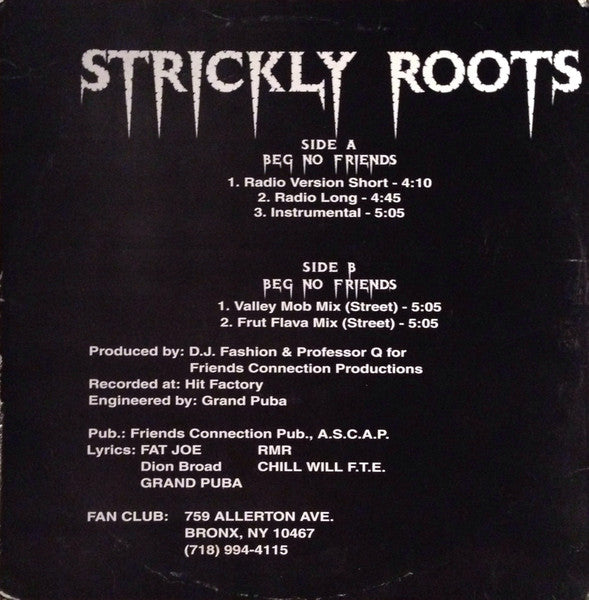 STRICKLY ROOTS
SIDE A
BEG NO FRIENDS
1. Radio Version Short - 4:10
2. Radio Long - 4:45
3. Instrumental - 5:05
SIDE B
BEG NO FRIENDS
1. Valley Mob Mix (Street) - 5:05
2. Frut Flava Mix (Street) - 5:05
Produced by: D.J. Fashion & Professor Q for
Friends Connection Productions
Recorded at: Hit Factory
Engineered by: Grand Puba
Pub.: Friends Connection Pub., A.S.C.A.P.
Lyrics: FAT JOE RMR
Dion Broad CHILL WILL F.T.E.
GRAND PUBA
FAN CLUB: 759 ALLERTON AVE.
BRONX, NY 10467
(718) 994-4115